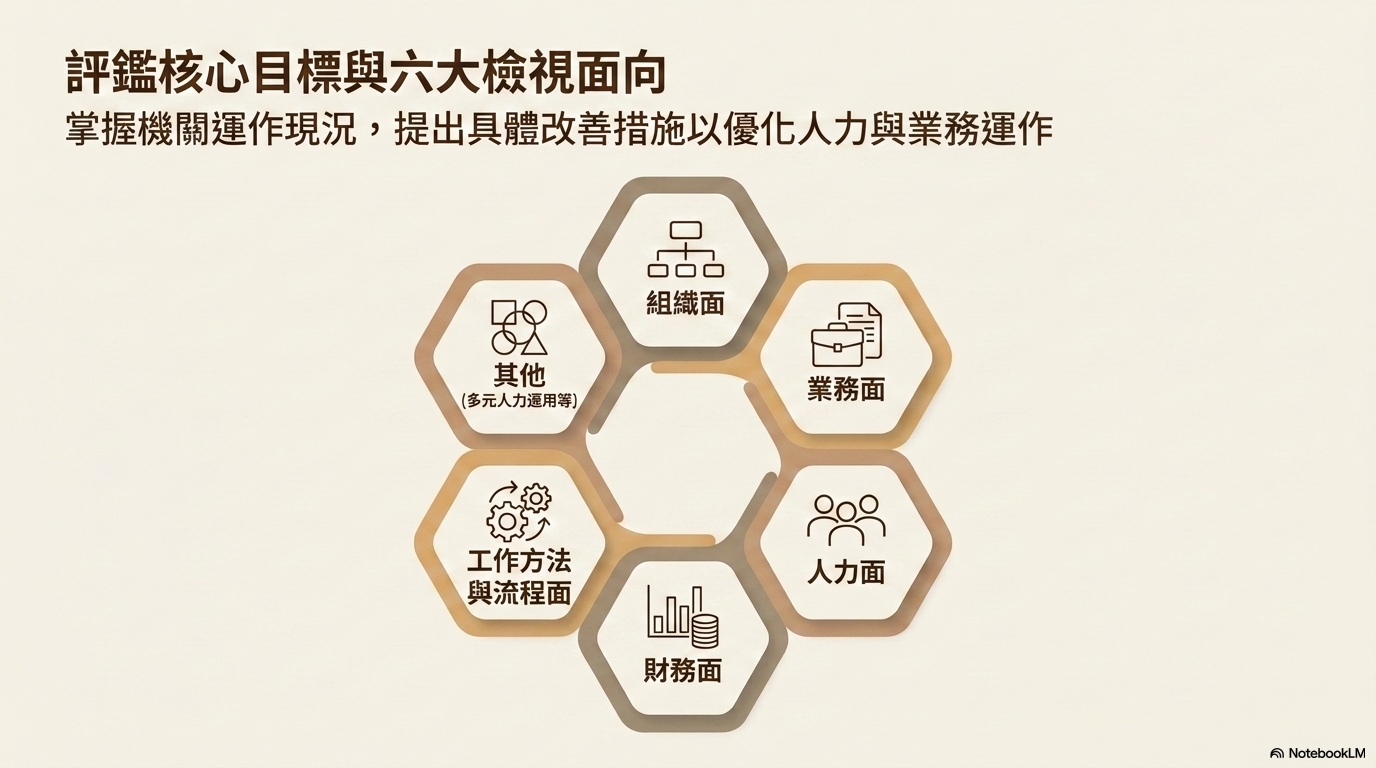 評鑑核心目標與六大檢視面向
掌握機關運作現況，提出具體改善措施以優化人力與業務運作
組織面
業務面
人力面
財務面
工作方法
與流程面
其他
(多元人力運用等)
NotebookLM